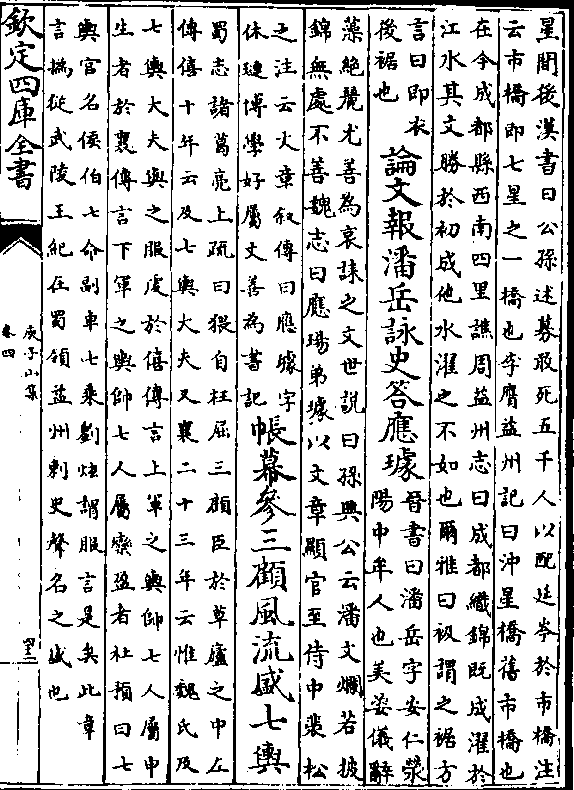 星間後漢書曰公孫述募敢死五千人以配延岑於市橋注
云市橋即七星之一橋也李膺益州記曰沖星橋舊市橋也
在今成都縣西南四里譙周益州志曰成都織錦既成濯於
江水其文勝於初成他水濯之不如也爾雅曰衱謂之裾方
言曰即衣
後裾也
論文報潘岳詠史答應璩
晉書曰潘岳字安仁滎
陽中牟人也美姿儀辭
藻絶麗尤善為哀誄之文世說曰孫興公云潘文爛若披
錦無處不善魏志曰應瑒弟璩以文章顯官至侍中裴松
之注云文章叙傳曰應璩字
休璉博學好屬文善為書記
帳幕參三顧風流盛七輿
蜀志諸葛亮上疏曰猥自枉屈三顧臣於草廬之中左
傳僖十年云及七輿大夫又襄二十三年云惟魏氏及
七輿大夫輿之服䖍於僖傳言上軍之輿帥七人屬申
生者於襄傳言下軍之輿帥七人屬欒盈者杜預曰七
輿官名侯伯七命副車七乘劉炫謂服言是矣此章
言撝從武陵王紀在蜀領益州刺史聲名之盛也
欽定四庫全書
庾子山集
卷四